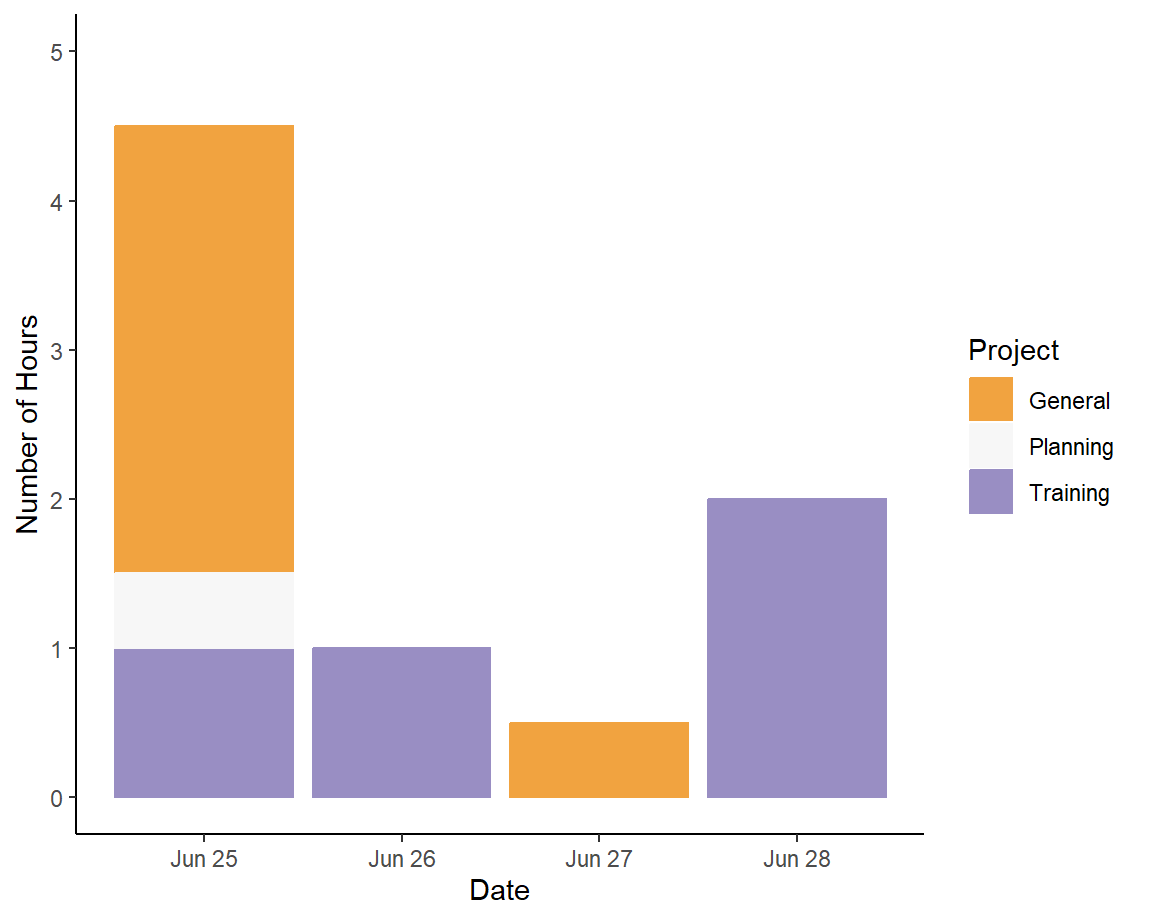 5
4
3
2
1
0
Number of Hours
Jun 25
Jun 26
Jun 27
Jun 28
Date
Project
General
Planning
Training